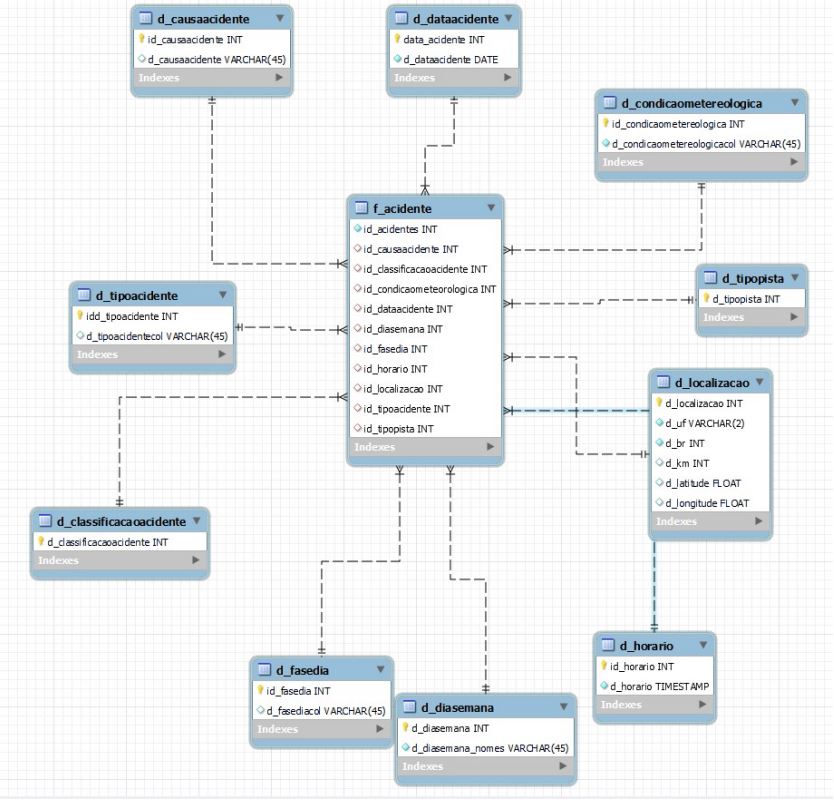 d_causaacidente
id_causaacidente INT
d_causaacidente VARCHAR(45)
Indexes
d_dataacidente
data_acidente INT
d_dataacidente DATE
Indexes
d_condicaometereologica
id_condicaometereologica INT
d_condicaometereologicacol VARCHAR(45)
Indexes
f_acidente
id_acidentes INT
id_causaacidente INT
id_classificacaoacidente INT
id_condicaometeorologica INT
id_dataacidente INT
id_diasemana INT
id_fasedia INT
id_horario INT
id_localizacao INT
id_tipoacidente INT
id_tipopista INT
Indexes
d_tipopista
d_tipopista INT
Indexes
d_tipoacidente
idd_tipoacidente INT
d_tipoacidentecol VARCHAR(45)
Indexes
d_localizacao
d_localizacao INT
d_uf VARCHAR(2)
d_br INT
d_km INT
d_latitude FLOAT
d_longitude FLOAT
Indexes
d_classificacaoacidente
d_classificacaoacidente INT
Indexes
d_horario
id_horario INT
d_horario TIMESTAMP
Indexes
d_fasedia
id_fasedia INT
d_fasediacol VARCHAR(45)
Indexes
d_diasemana
d_diasemana INT
d_diasemana_nomes VARCHAR(45)
Indexes